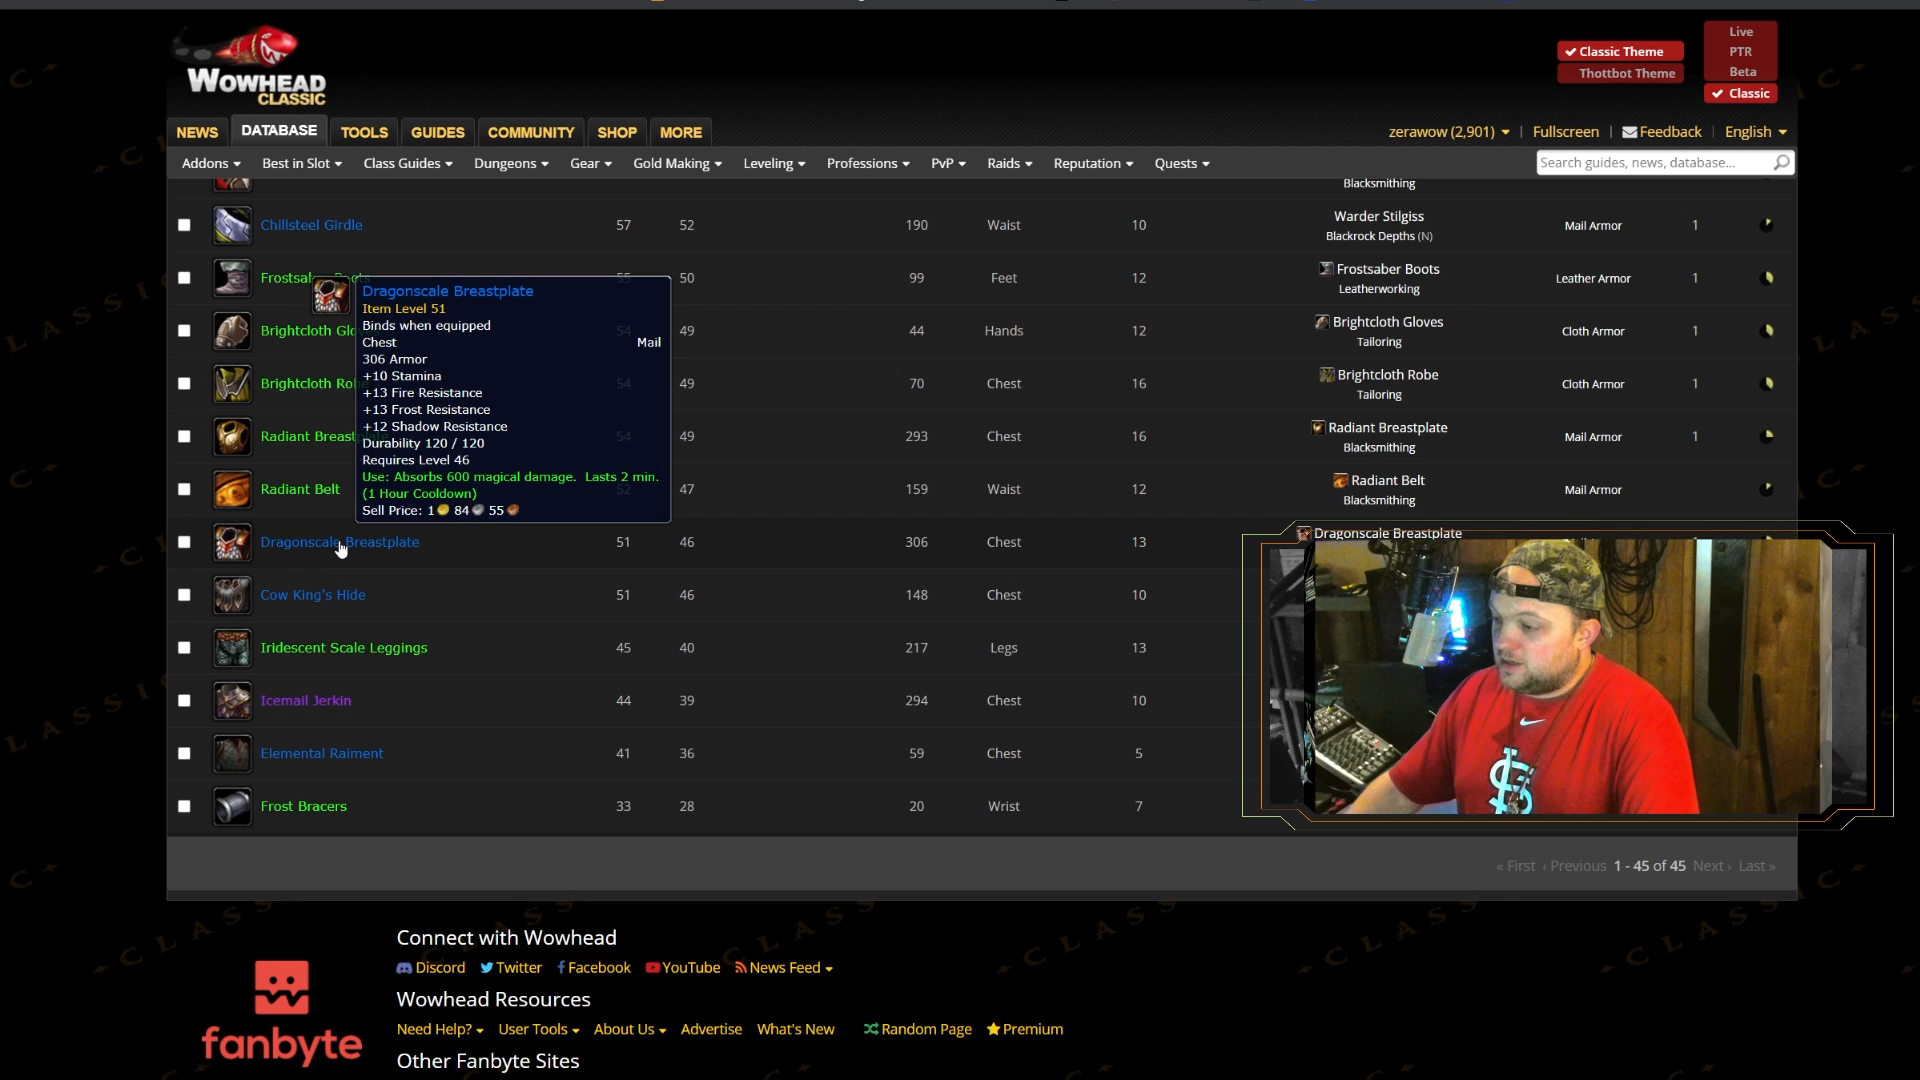 WOWHEAD
CLASSIC
Classic Theme
Thottbot Theme
Live
PTR
Beta
Classic
NEWS DATABASE TOOLS GUIDES COMMUNITY SHOP MORE
zerawow (2,901) | Fullscreen | Feedback | English
Addons Best in Slot Class Guides Dungeons Gear Gold Making Leveling Professions PvP Raids Reputation Quests
Search guides, news, database...
Blacksmithing
Chillsteel Girdle 57 52 190 Waist 10 Warder Stilgiss Mail Armor 1
Blackrock Depths (N)
Frostsaber Boots 55 50 99 Feet 12 Frostsaber Boots Leather Armor 1
Leatherworking
Brightcloth Glov 54 49 44 Hands 12 Brightcloth Gloves Cloth Armor 1
Tailoring
Brightcloth Robe 54 49 70 Chest 16 Brightcloth Robe Cloth Armor 1
Tailoring
Radiant Breastplate 54 49 293 Chest 16 Radiant Breastplate Mail Armor 1
Blacksmithing
Radiant Belt 52 47 159 Waist 12 Radiant Belt Mail Armor
Blacksmithing
Dragonscale Breastplate
Item Level 51
Binds when equipped
Chest Mail
306 Armor
+10 Stamina
+13 Fire Resistance
+13 Frost Resistance
+12 Shadow Resistance
Durability 120 / 120
Requires Level 46
Use: Absorbs 600 magical damage. Lasts 2 min.
(1 Hour Cooldown)
Sell Price: 1 84 55
Dragonscale Breastplate 51 46 306 Chest 13 Dragonscale Breastplate
Cow King's Hide 51 46 148 Chest 10
Iridescent Scale Leggings 45 40 217 Legs 13
Icemail Jerkin 44 39 294 Chest 10
Elemental Raiment 41 36 59 Chest 5
Frost Bracers 33 28 20 Wrist 7
« First ‹ Previous 1 - 45 of 45 Next › Last »
Connect with Wowhead
Discord Twitter Facebook YouTube News Feed
Wowhead Resources
Need Help? User Tools About Us Advertise What's New Random Page Premium
Other Fanbyte Sites
fanbyte